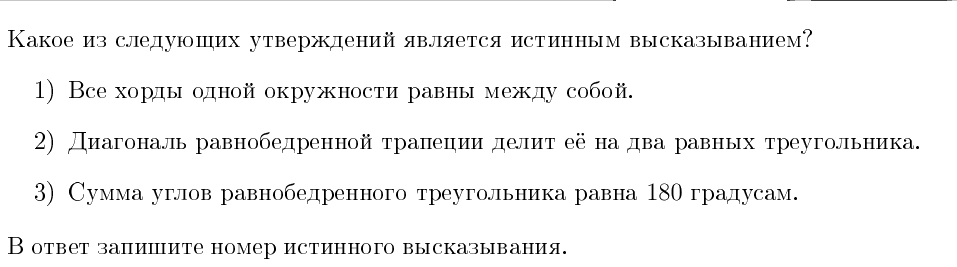 Какое из следующих утверждений является истинным высказыванием?
1) Все хорды одной окружности равны между собой.
2) Диагональ равнобедренной трапеции делит её на два равных треугольника.
3) Сумма углов равнобедренного треугольника равна 180 градусам.
В ответ запишите номер истинного высказывания.